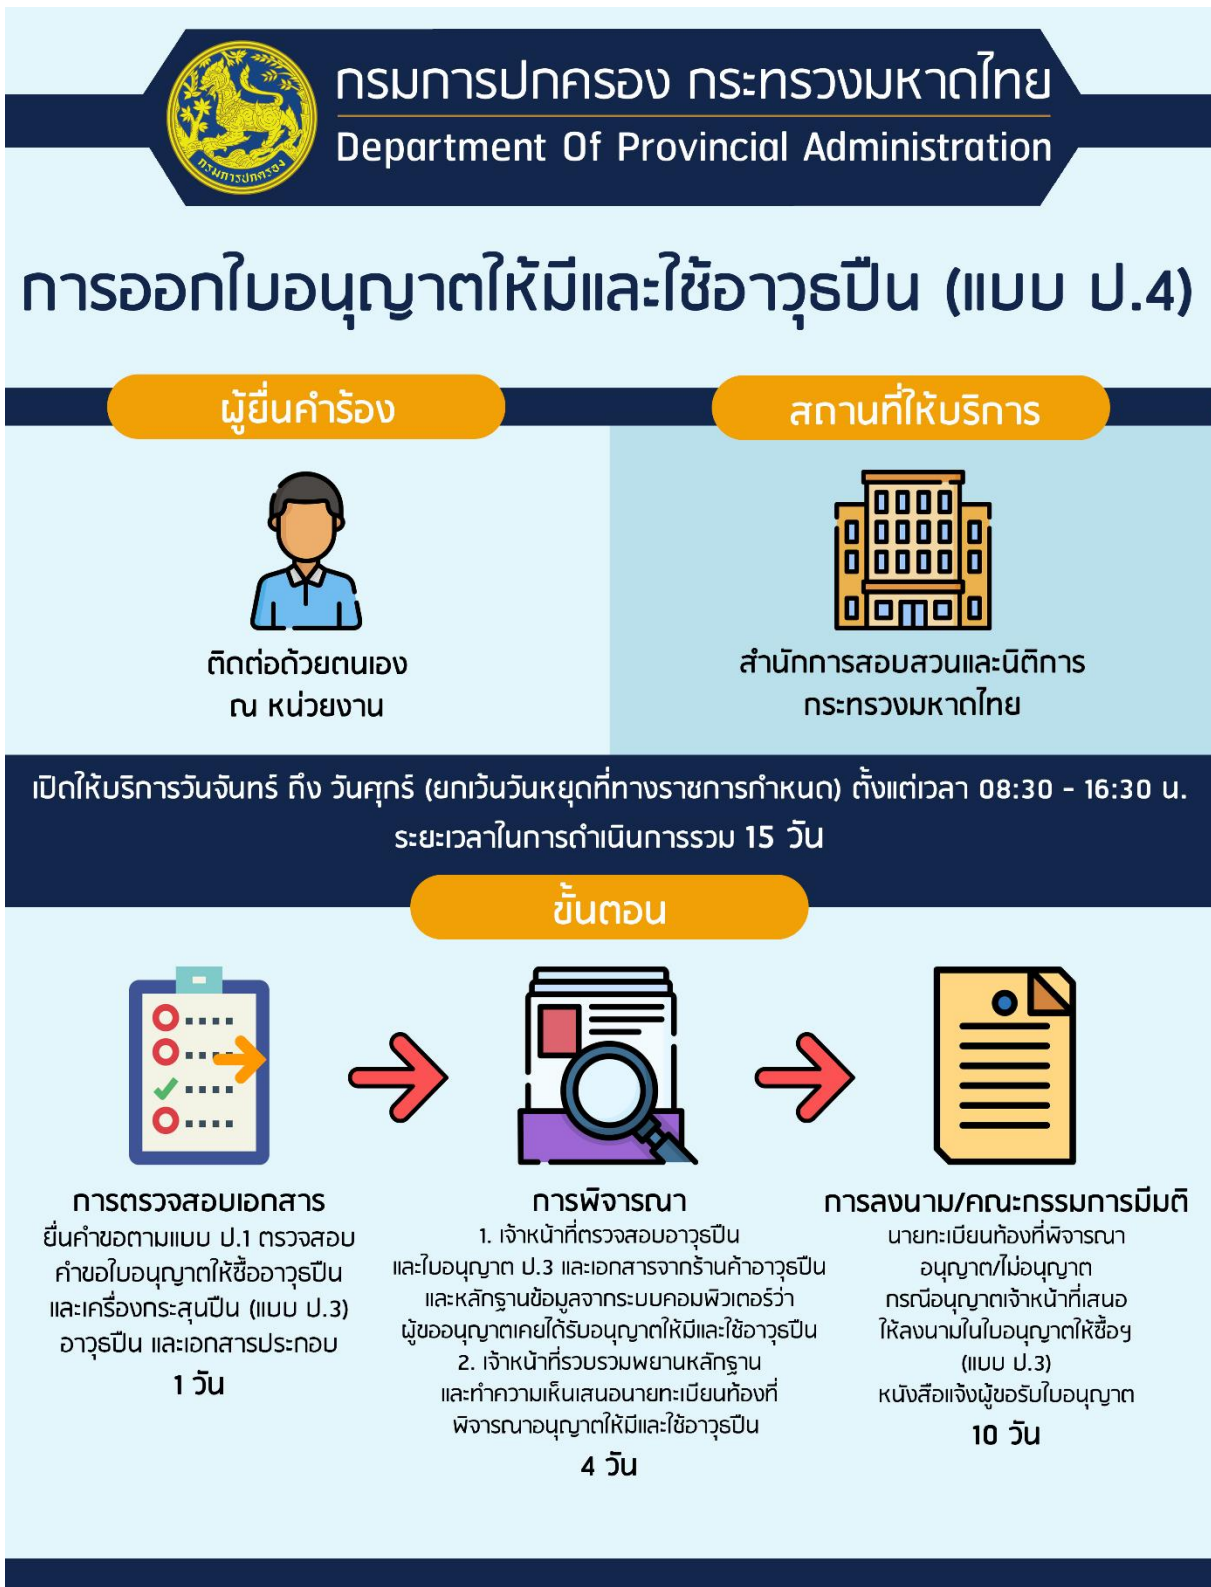 กรมการปกครอง กระทรวงมหาดไทย
Department Of Provincial Administration
กรมการปกครอง
การออกใบอนุญาตให้มีและใช้อาวุธปืน (แบบ ป.4)
ผู้ยื่นคำร้อง
สถานที่ให้บริการ
ติดต่อด้วยตนเอง
ณ หน่วยงาน
สำนักการสอบสวนและนิติการ
กระทรวงมหาดไทย
เปิดให้บริการวันจันทร์ ถึง วันศุกร์ (ยกเว้นวันหยุดที่ทางราชการกำหนด) ตั้งแต่เวลา 08:30 - 16:30 น.
ระยะเวลาในการดำเนินการรวม 15 วัน
ขั้นตอน
การตรวจสอบเอกสาร
ยื่นคำขอตามแบบ ป.1 ตรวจสอบ
คำขอใบอนุญาตให้ซื้ออาวุธปืน
และเครื่องกระสุนปืน (แบบ ป.3)
อาวุธปืน และเอกสารประกอบ
1 วัน
การพิจารณา
1. เจ้าหน้าที่ตรวจสอบอาวุธปืน
และใบอนุญาต ป.3 และเอกสารจากร้านค้าอาวุธปืน
และหลักฐานข้อมูลจากระบบคอมพิวเตอร์ว่า
ผู้ขออนุญาตเคยได้รับอนุญาตให้มีและใช้อาวุธปืน
2. เจ้าหน้าที่รวบรวมพยานหลักฐาน
และทำความเห็นเสนอนายทะเบียนท้องที่
พิจารณาอนุญาตให้มีและใช้อาวุธปืน
4 วัน
การลงนาม/คณะกรรมการมีมติ
นายทะเบียนท้องที่พิจารณา
อนุญาต/ไม่อนุญาต
กรณีอนุญาตเจ้าหน้าที่เสนอ
ให้ลงนามในใบอนุญาตให้ซื้อฯ
(แบบ ป.3)
หนังสือแจ้งผู้ขอรับใบอนุญาต
10 วัน